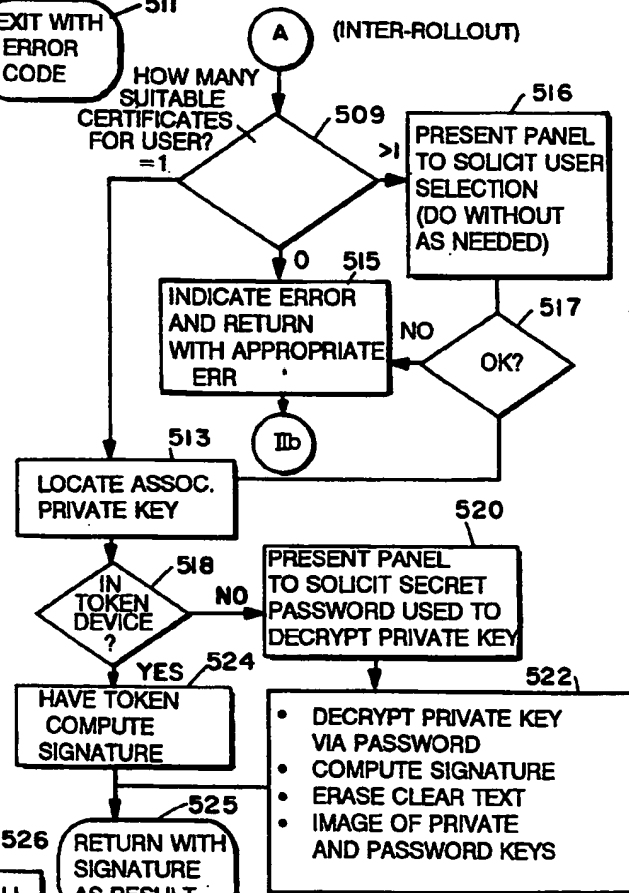 511
EXIT WITH
ERROR
CODE
A
(INTER-ROLLOUT)
HOW MANY
SUITABLE
CERTIFICATES
FOR USER?
=1
509
>1
0
516
PRESENT PANEL
TO SOLICIT USER
SELECTION
(DO WITHOUT
AS NEEDED)
515
INDICATE ERROR
AND RETURN
WITH APPROPRIATE
ERR
517
OK?
NO
IIb
513
LOCATE ASSOC.
PRIVATE KEY
518
IN
TOKEN
DEVICE
?
NO
YES
520
PRESENT PANEL
TO SOLICIT SECRET
PASSWORD USED TO
DECRYPT PRIVATE KEY
524
HAVE TOKEN
COMPUTE
SIGNATURE
522
• DECRYPT PRIVATE KEY
VIA PASSWORD
• COMPUTE SIGNATURE
• ERASE CLEAR TEXT
• IMAGE OF PRIVATE
AND PASSWORD KEYS
525
RETURN WITH
SIGNATURE
AS RESULT
526